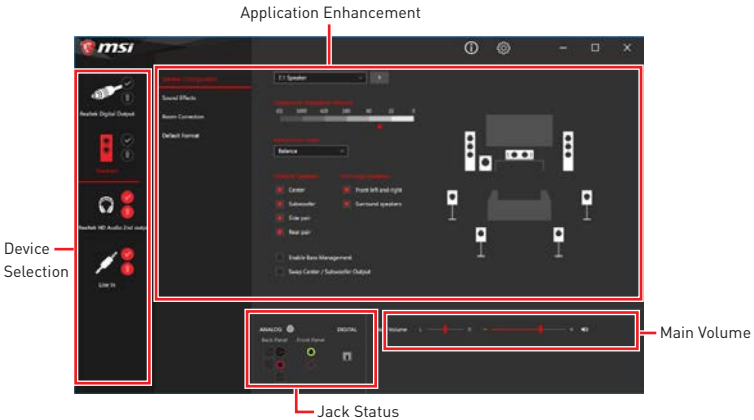 Application Enhancement
msi
Speaker Configuration
Sound Effects
Room Correction
Default Format
7.1 Speaker
Balance
Center
Subwoofer
Side pair
Rear pair
Front left and right
Surround speakers
Enable Bass Management
Swap Center / Subwoofer Output
Realtek Digital Output
Speakers
Realtek HD Audio 2nd output
Line In
Device
Selection
ANALOG
DIGITAL
Back Panel
Front Panel
Volume
L
R
Main Volume
Jack Status